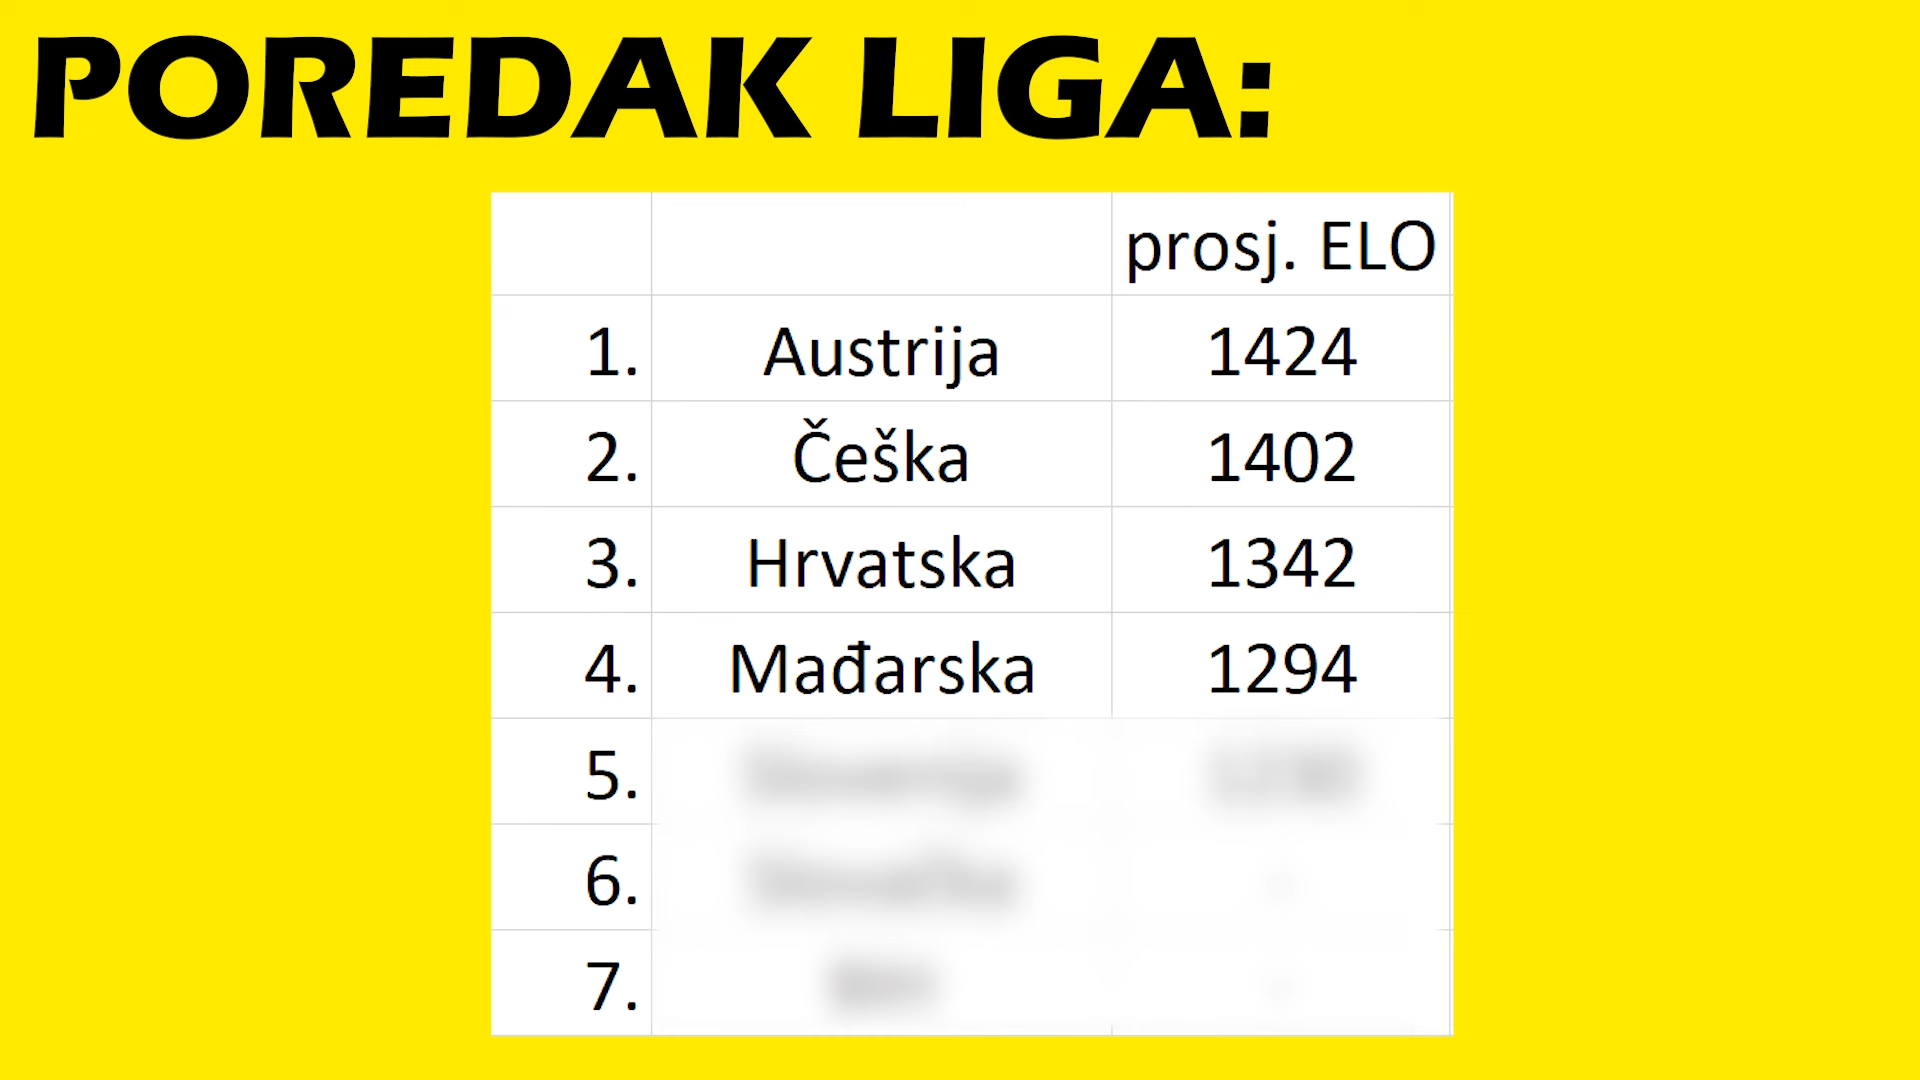 POREDAK LIGA:
prosj. ELO
1. Austrija 1424
2. Češka 1402
3. Hrvatska 1342
4. Mađarska 1294
5.
6.
7.